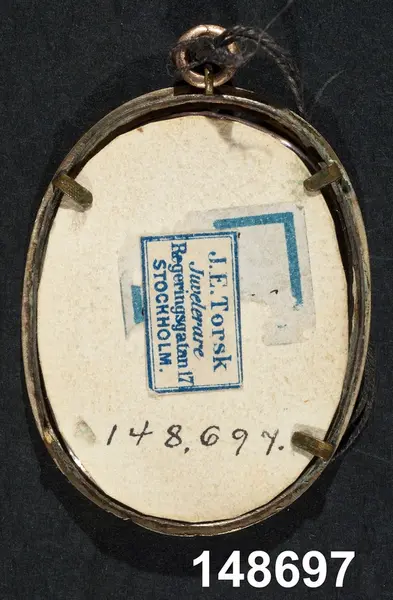 J. E. Torsk
Juvelerare
Regeringsgatan 17
STOCKHOLM.
148,697.
148697